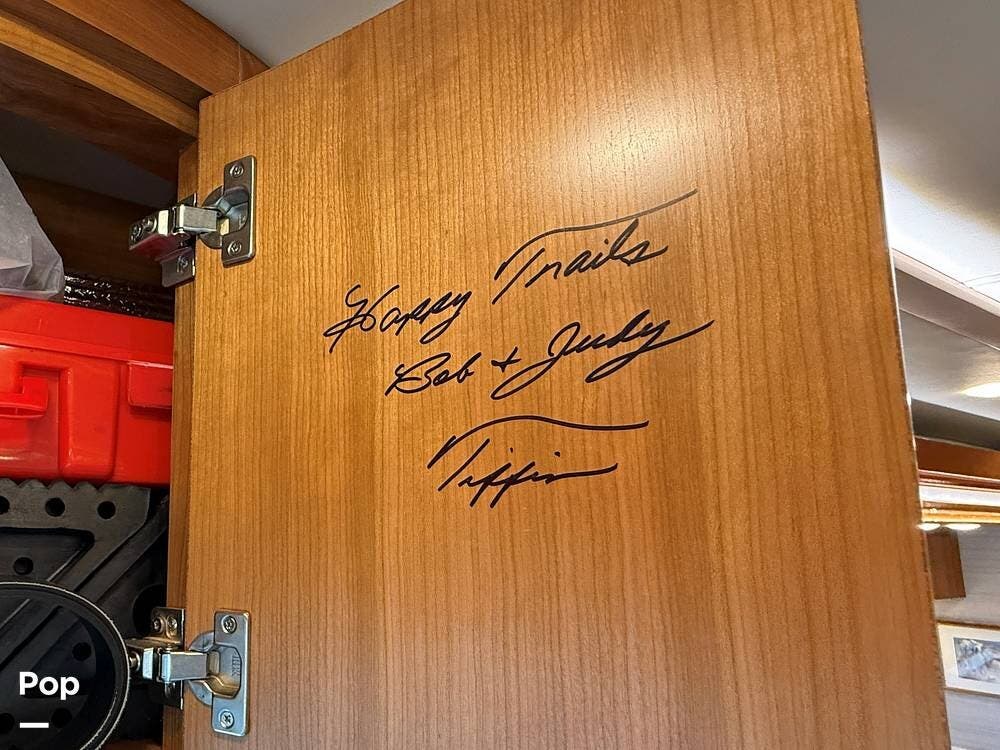 Happy Trails
Bob + Judy
Tiffin
Pop